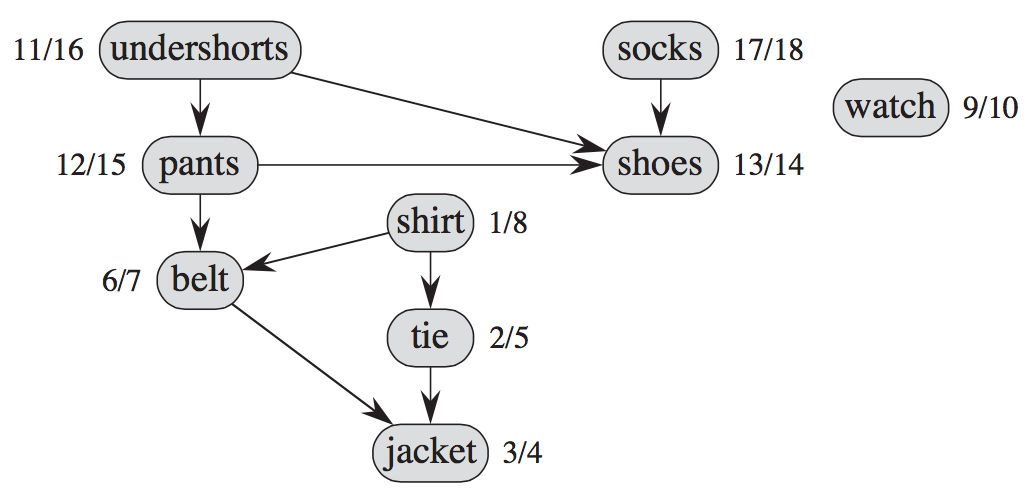 11/16 undershorts
socks 17/18
watch 9/10
12/15 pants
shoes 13/14
shirt 1/8
6/7 belt
tie 2/5
jacket 3/4